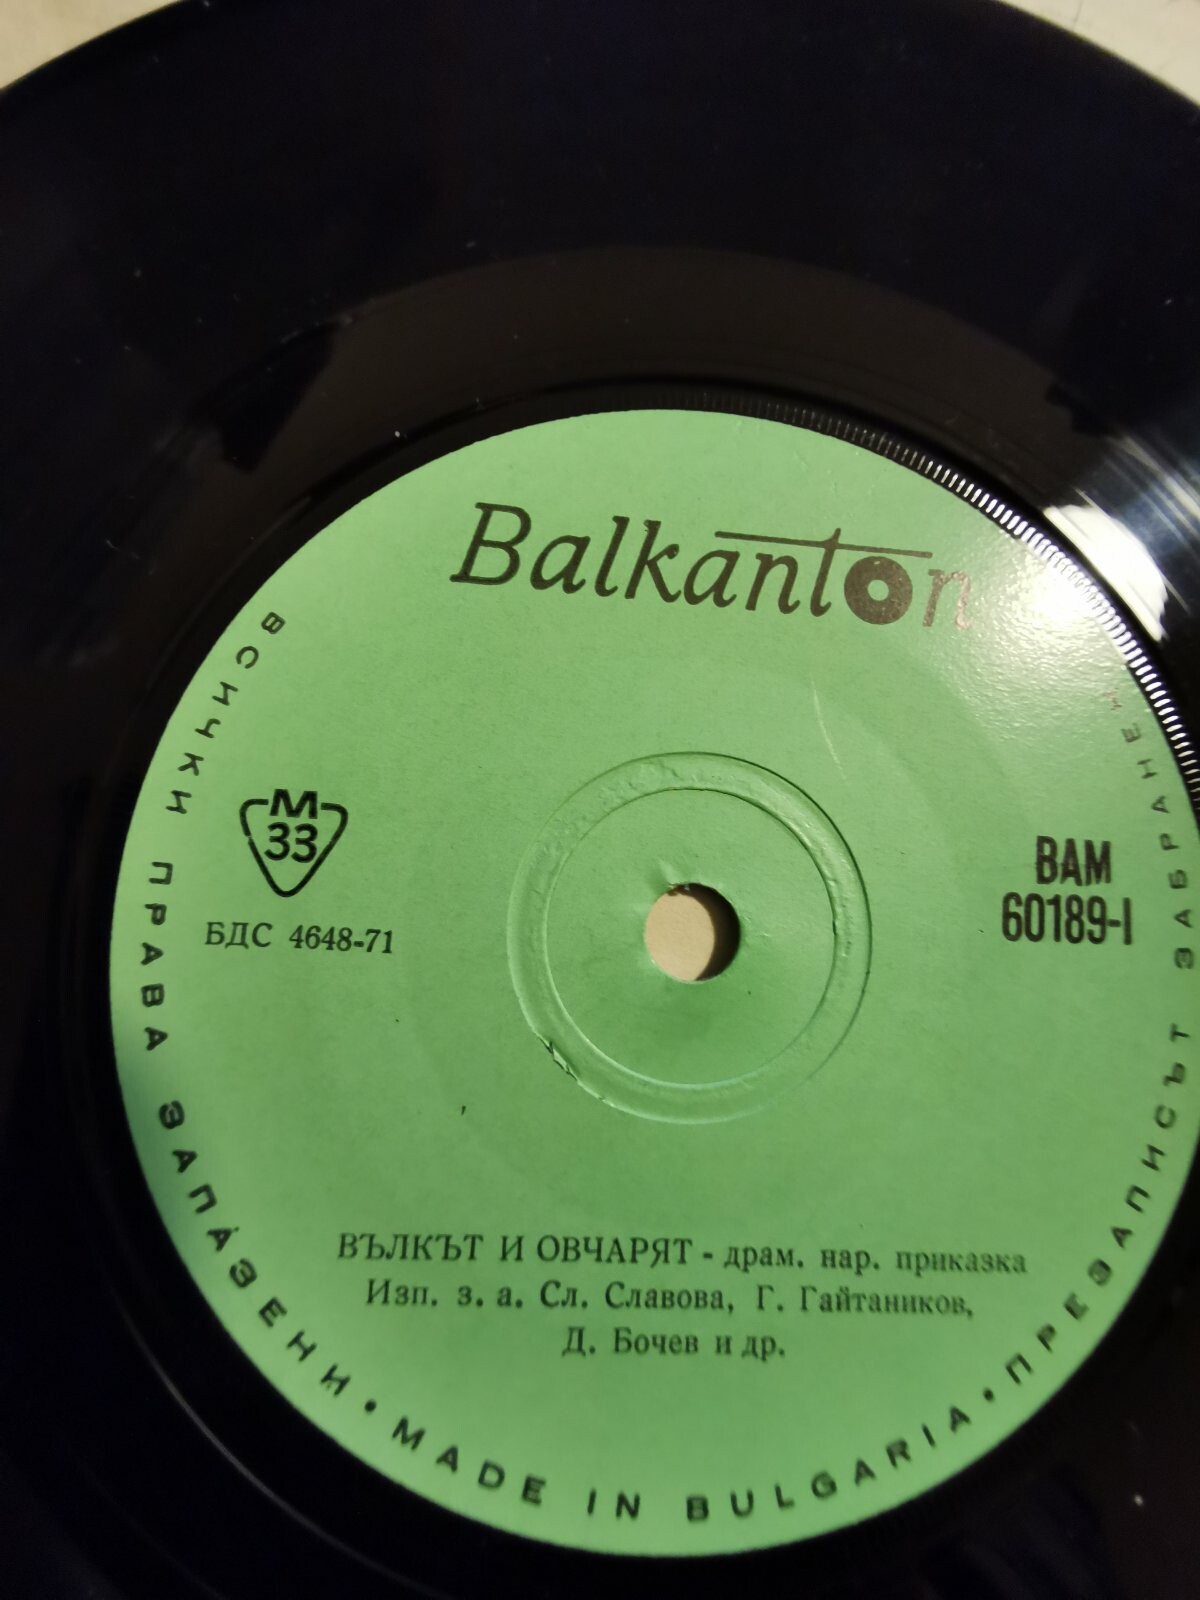 Balkanton
M
33
БДС 4648-71
ВАМ
60189-I
ВЪЛКЪТ И ОВЧАРЯТ - драм. нар. приказка
Изп. з. а. Сл. Славова, Г. Гайтаников,
Д. Бочев и др.
ВСИЧКИ ПРАВА ЗАПАЗЕНИ • MADE IN BULGARIA • ПРЕЗАПИСЪТ ЗАБРАНЕН